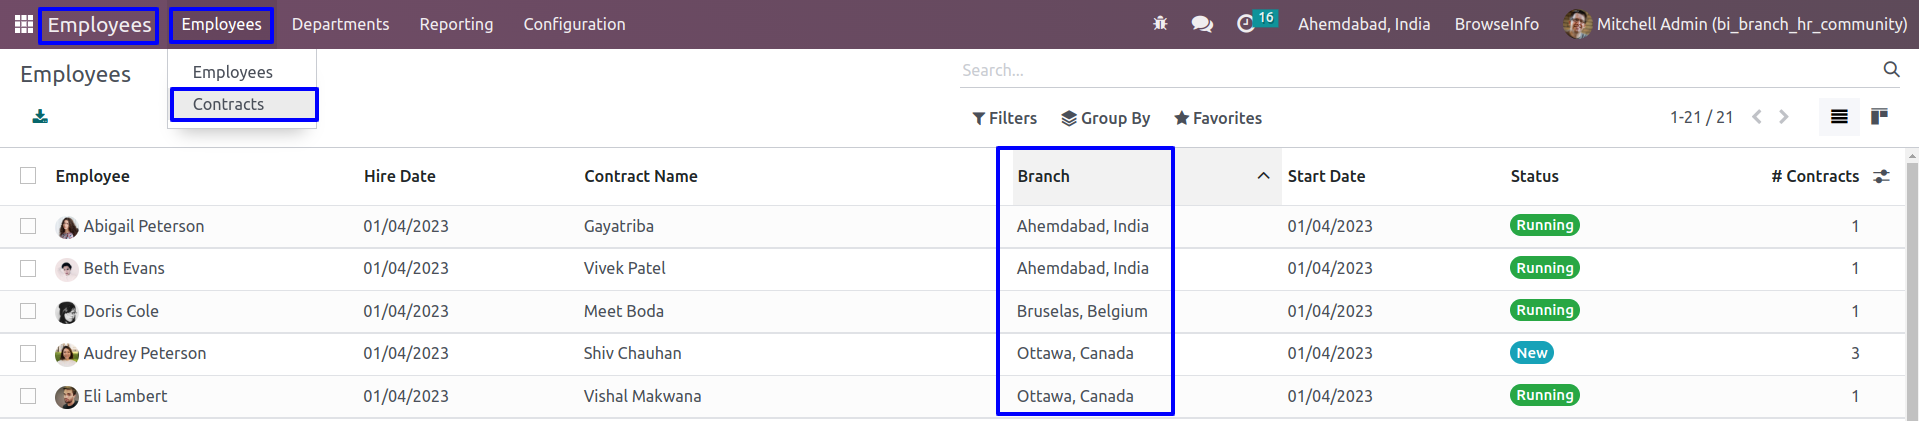 Employees Employees Departments Reporting Configuration 16 Ahemdabad, India BrowseInfo Mitchell Admin (bi_branch_hr_community)
Employees Employees Search...
Contracts
Filters Group By Favorites 1-21 / 21
Employee Hire Date Contract Name Branch Start Date Status # Contracts
Abigail Peterson 01/04/2023 Gayatriba Ahemdabad, India 01/04/2023 Running 1
Beth Evans 01/04/2023 Vivek Patel Ahemdabad, India 01/04/2023 Running 1
Doris Cole 01/04/2023 Meet Boda Bruselas, Belgium 01/04/2023 Running 1
Audrey Peterson 01/04/2023 Shiv Chauhan Ottawa, Canada 01/04/2023 New 3
Eli Lambert 01/04/2023 Vishal Makwana Ottawa, Canada 01/04/2023 Running 1